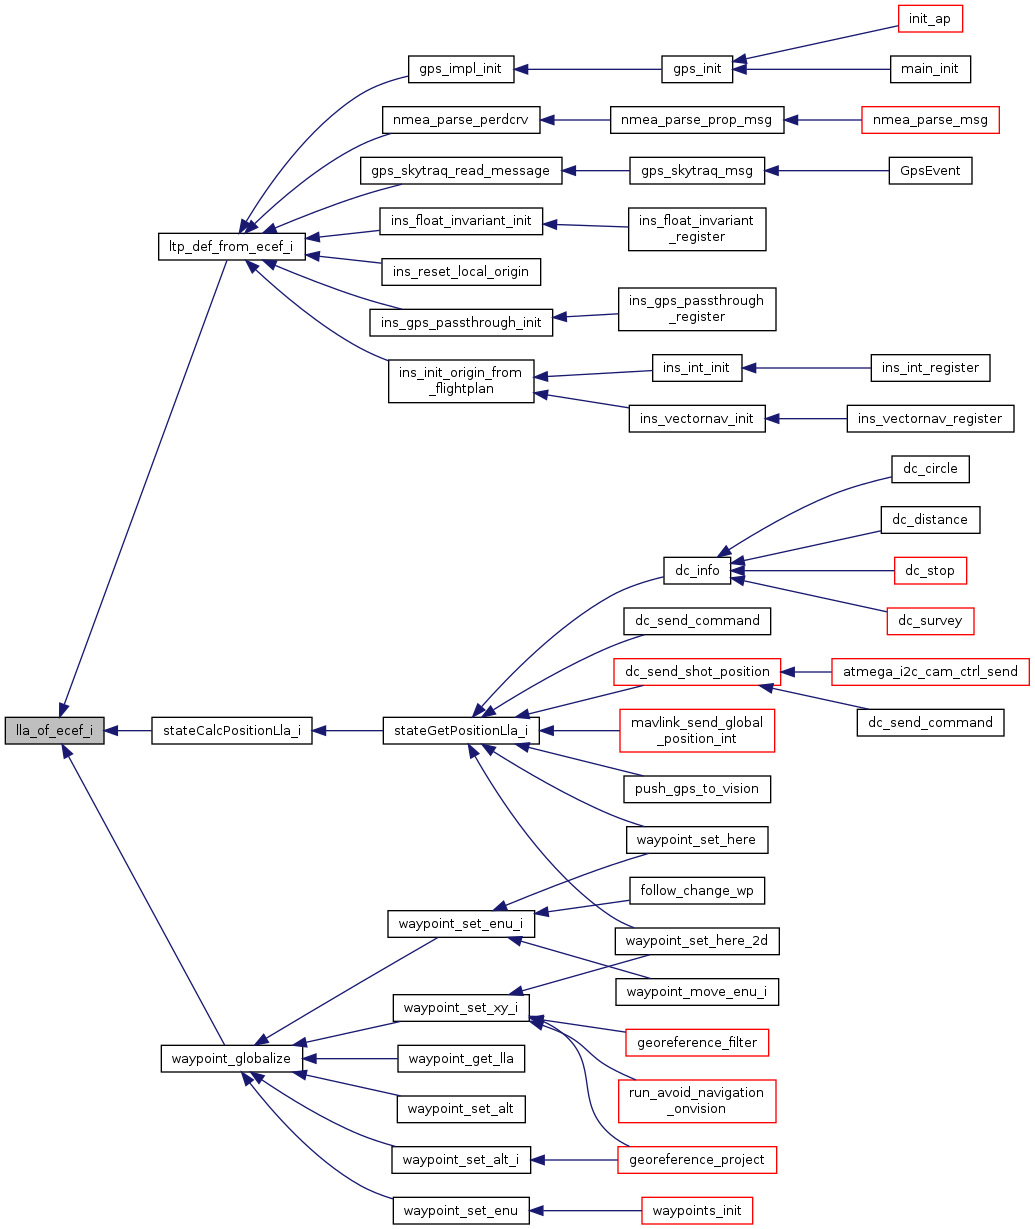 init_ap
gps_impl_init
gps_init
main_init
nmea_parse_perdcrv
nmea_parse_prop_msg
nmea_parse_msg
gps_skytraq_read_message
gps_skytraq_msg
GpsEvent
ins_float_invariant_init
ins_float_invariant
_register
ltp_def_from_ecef_i
ins_reset_local_origin
ins_gps_passthrough_init
ins_gps_passthrough
_register
ins_init_origin_from
_flightplan
ins_int_init
ins_int_register
ins_vectornav_init
ins_vectornav_register
dc_circle
dc_distance
dc_info
dc_stop
dc_send_command
dc_survey
dc_send_shot_position
atmega_i2c_cam_ctrl_send
lla_of_ecef_i
stateCalcPositionLla_i
stateGetPositionLla_i
mavlink_send_global
_position_int
dc_send_command
push_gps_to_vision
waypoint_set_here
follow_change_wp
waypoint_set_enu_i
waypoint_set_here_2d
waypoint_move_enu_i
waypoint_set_xy_i
georeference_filter
waypoint_globalize
waypoint_get_lla
run_avoid_navigation
_onvision
waypoint_set_alt
waypoint_set_alt_i
georeference_project
waypoint_set_enu
waypoints_init